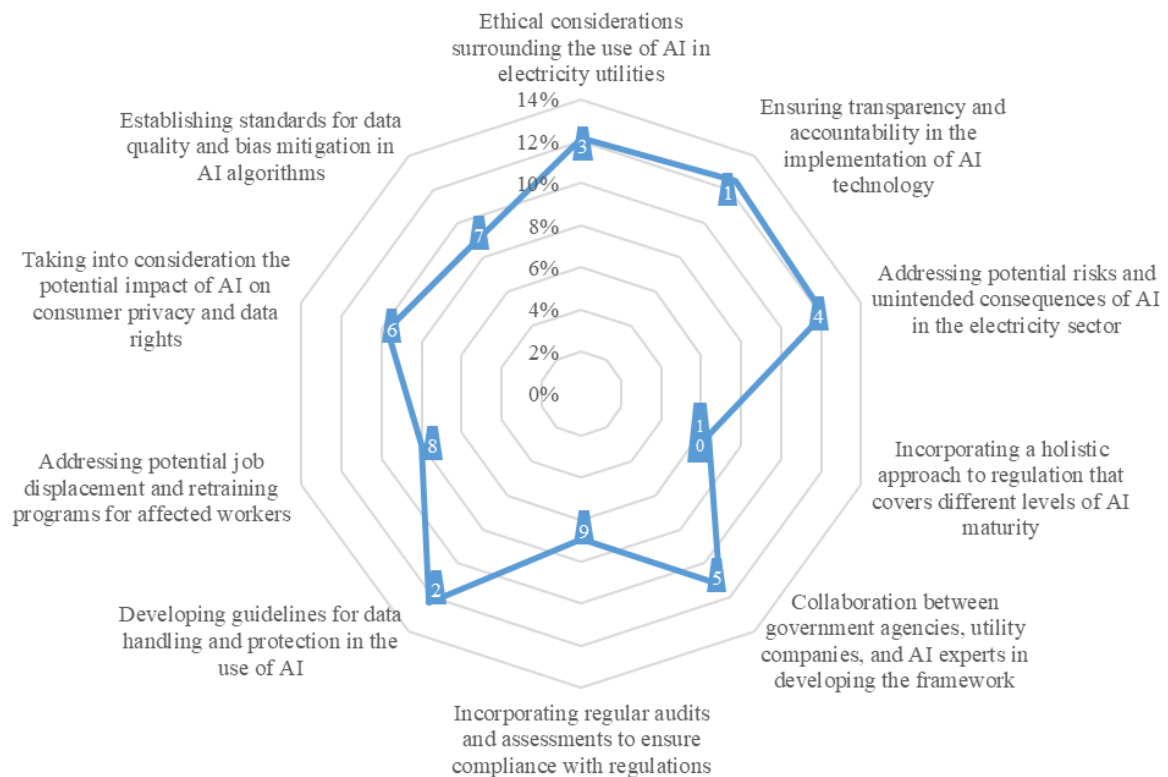 Ethical considerations
surrounding the use of AI in
electricity utilities
Ensuring transparency and
accountability in the
implementation of AI
technology
Addressing potential risks and
unintended consequences of AI
in the electricity sector
Incorporating a holistic
approach to regulation that
covers different levels of AI
maturity
Collaboration between
government agencies, utility
companies, and AI experts in
developing the framework
Incorporating regular audits
and assessments to ensure
compliance with regulations
Developing guidelines for data
handling and protection in the
use of AI
Addressing potential job
displacement and retraining
programs for affected workers
Taking into consideration the
potential impact of AI on
consumer privacy and data
rights
Establishing standards for data
quality and bias mitigation in
AI algorithms
14%
12%
10%
8%
6%
4%
2%
0%
3
1
4
1
0
5
9
2
8
6
7